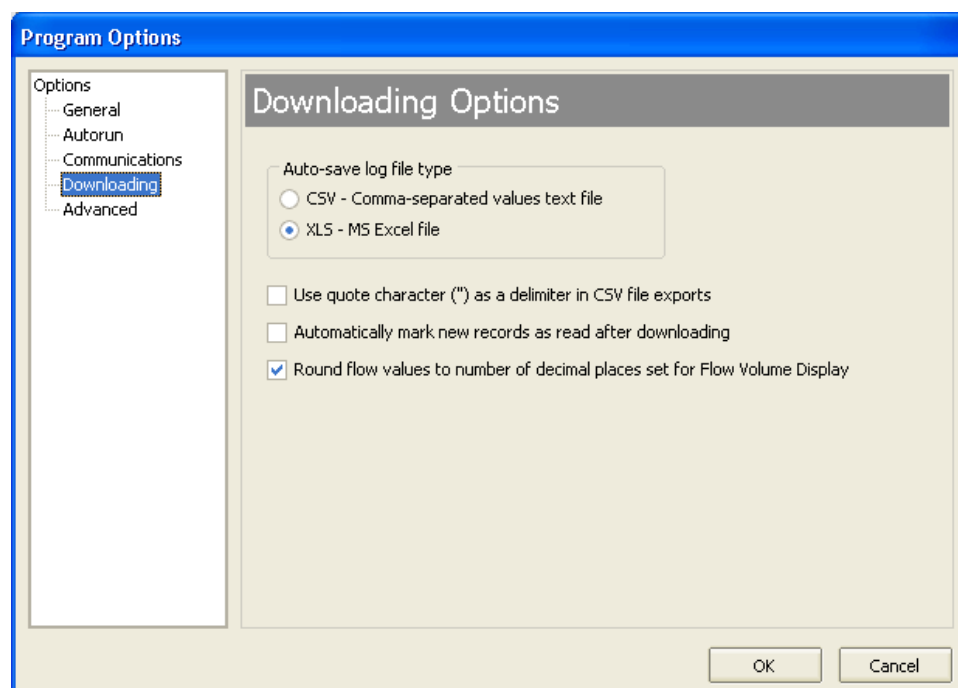 Program Options
Options
General
Autorun
Communications
Downloading
Advanced
Downloading Options
Auto-save log file type
CSV - Comma-separated values text file
XLS - MS Excel file
Use quote character (") as a delimiter in CSV file exports
Automatically mark new records as read after downloading
Round flow values to number of decimal places set for Flow Volume Display
OK
Cancel